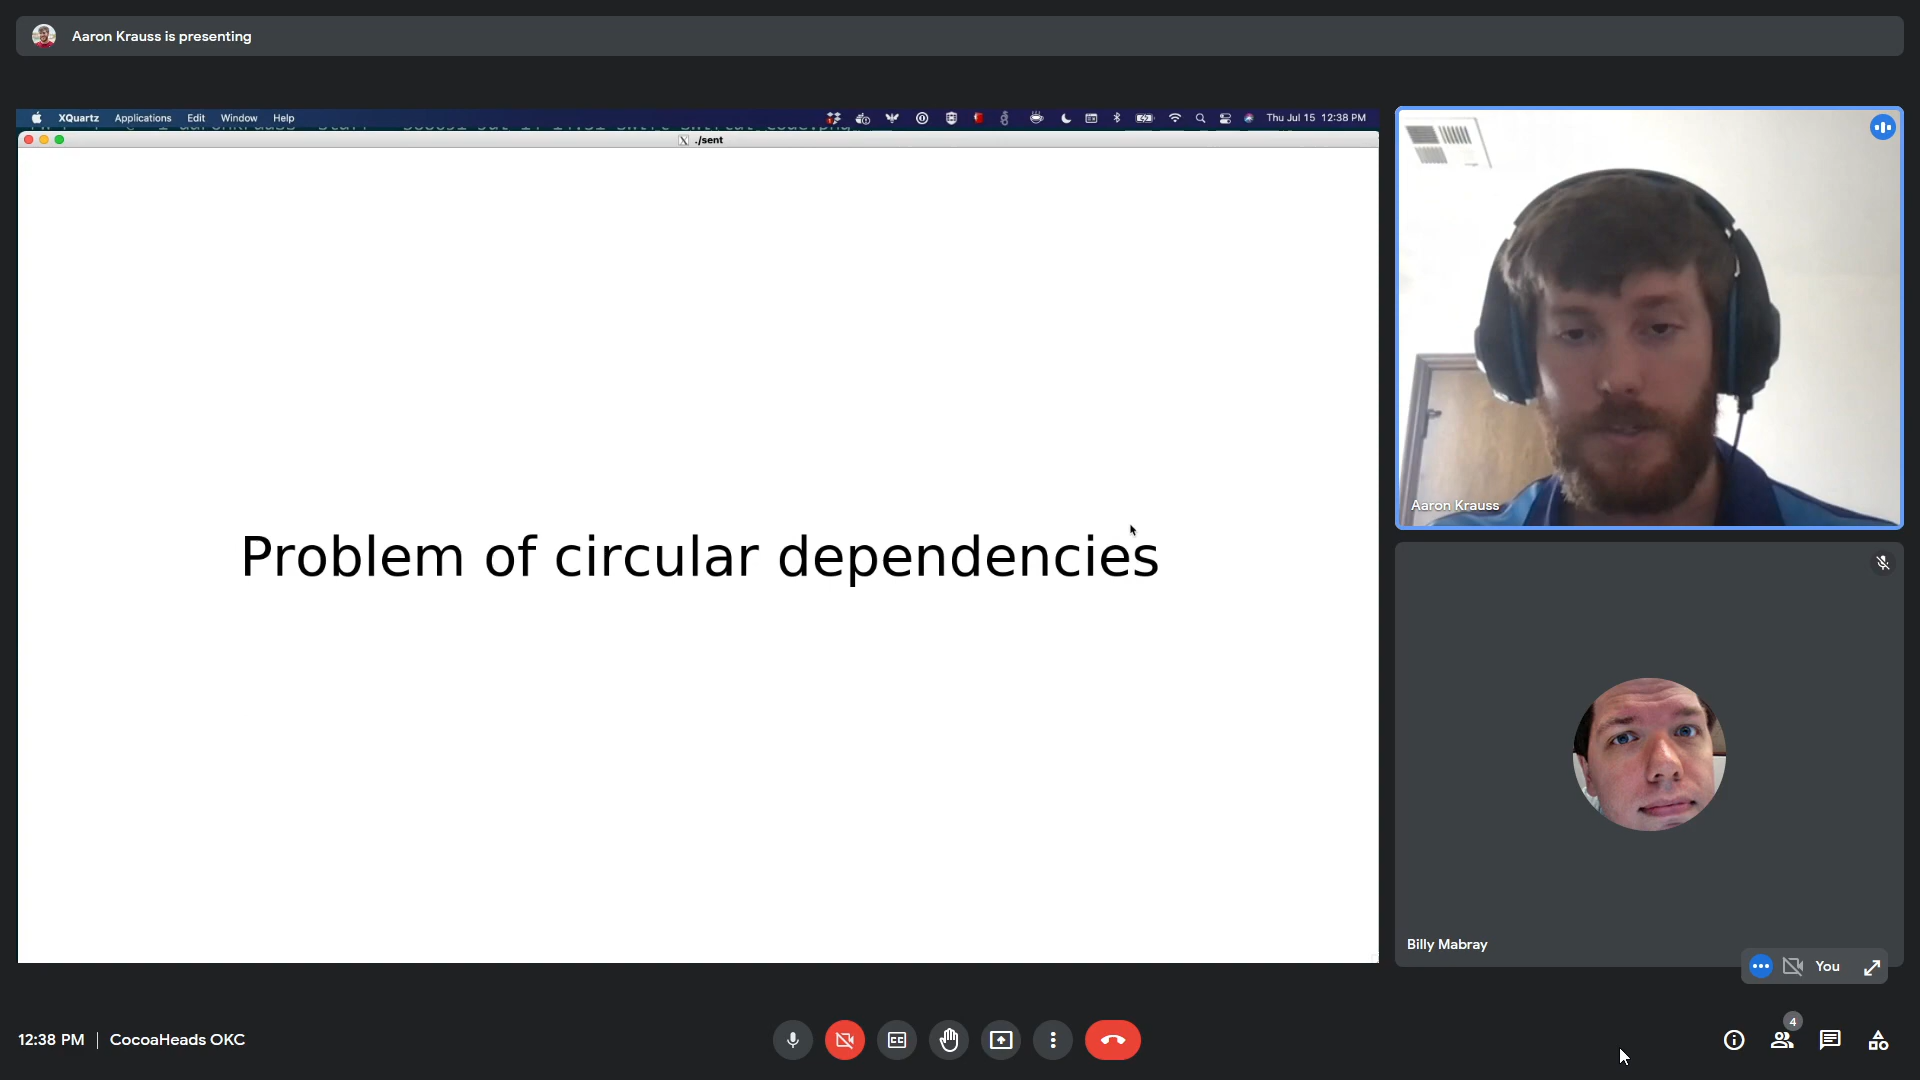 Aaron Krauss is presenting
XQuartz Applications Edit Window Help
Thu Jul 15 12:38 PM
./sent
Problem of circular dependencies
Aaron Krauss
Billy Mabray
You
12:38 PM | CocoaHeads OKC
4